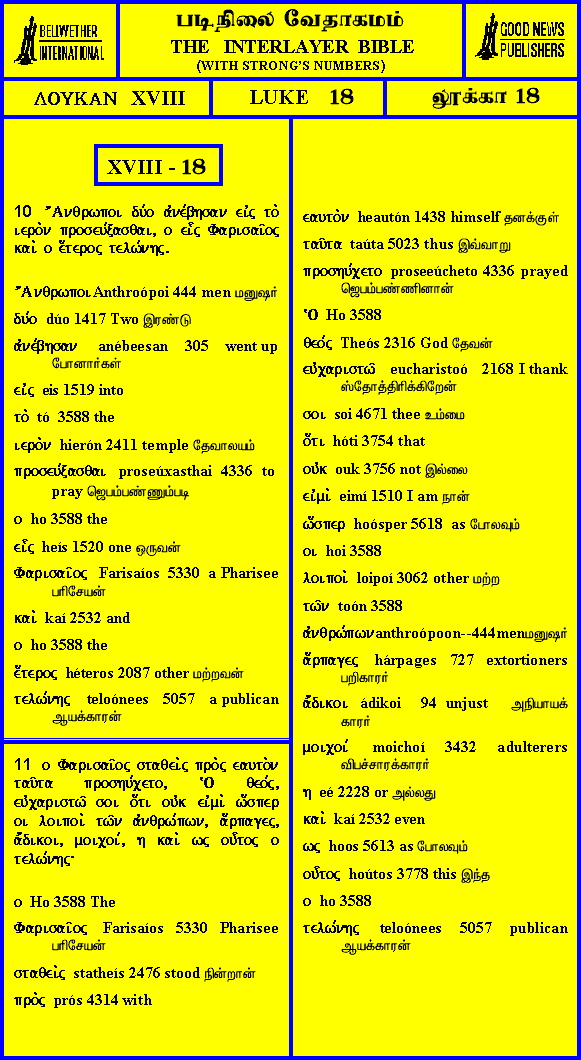 BELLWETHER
INTERNATIONAL
படிநிலை வேதாகமம்
THE INTERLAYER BIBLE
(WITH STRONG'S NUMBERS)
GOOD NEWS
PUBLISHERS
ΛΟΥΚΑΝ XVIII
LUKE 18
லூக்கா 18
XVIII - 18
10 Ἄνθρωποι δύο ἀνέβησαν εἰς τὸ
ιερὸν προσεύξασθαι, ο εἷς Φαρισαῖος
καὶ ο ἕτερος τελώνης.
Ἄνθρωποι Anthroópoi 444 men மனுஷர்
δύο dúo 1417 Two இரண்டு
ἀνέβησαν anébeesan 305 went up
போனார்கள்
εἰς eis 1519 into
τὸ tó 3588 the
ιερὸν hierón 2411 temple தேவாலயம்
προσεύξασθαι proseúxasthai 4336 to
pray ஜெபம்பண்ணும்படி
ο ho 3588 the
εἷς heís 1520 one ஒருவன்
Φαρισαῖος Farisaíos 5330 a Pharisee
பரிசேயன்
καὶ kaí 2532 and
ο ho 3588 the
ἕτερος héteros 2087 other மற்றவன்
τελώνης teloónees 5057 a publican
ஆயக்காரன்
11 ο Φαρισαῖος σταθεὶς πρὸς εαυτὸν
ταῦτα προσηύχετο, Ὁ θεός,
εὐχαριστῶ σοι ὅτι οὐκ εἰμὶ ὥσπερ
οι λοιποὶ τῶν ἀνθρώπων, ἅρπαγες,
ἄδικοι, μοιχοί, η καὶ ως οὗτος ο
τελώνης·
ο Ho 3588 The
Φαρισαῖος Farisaíos 5330 Pharisee
பரிசேயன்
σταθεὶς statheís 2476 stood நின்றான்
πρὸς prós 4314 with
εαυτὸν heautón 1438 himself தனக்குள்
ταῦτα taúta 5023 thus இவ்வாறு
προσηύχετο proseeúcheto 4336 prayed
ஜெபம்பண்ணினான்
Ὁ Ho 3588
θεός Theós 2316 God தேவன்
εὐχαριστῶ eucharistoó 2168 I thank
ஸ்தோத்திரிக்கிறேன்
σοι soi 4671 thee உம்மை
ὅτι hóti 3754 that
οὐκ ouk 3756 not இல்லை
εἰμὶ eimí 1510 I am நான்
ὥσπερ hoósper 5618 as போலவும்
οι hoi 3588
λοιποὶ loipoí 3062 other மற்ற
τῶν toón 3588
ἀνθρώπων anthroópoon--444 men மனுஷர்
ἅρπαγες hárpages 727 extortioners
பறிகாரர்
ἄδικοι ádikoi 94 unjust அநியாயக்
காரர்
μοιχοί moichoí 3432 adulterers
விபச்சாரக்காரர்
η eé 2228 or அல்லது
καὶ kaí 2532 even
ως hoos 5613 as போலவும்
οὗτος hoútos 3778 this இந்த
ο ho 3588
τελώνης teloónees 5057 publican
ஆயக்காரன்